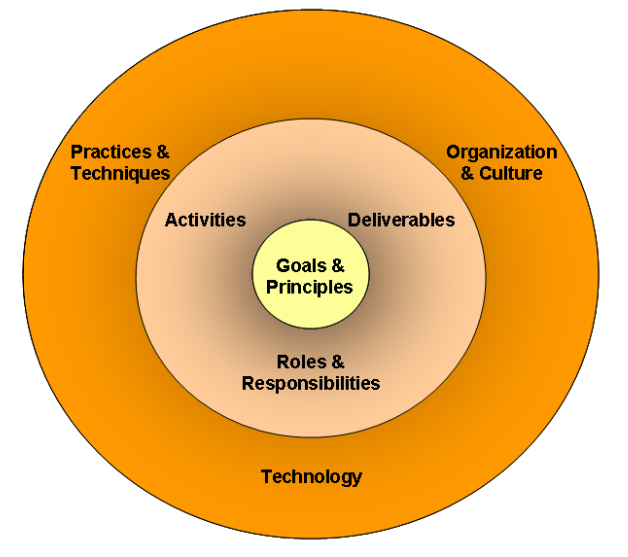 Practices &
Techniques
Organization
& Culture
Activities
Deliverables
Goals &
Principles
Roles &
Responsibilities
Technology